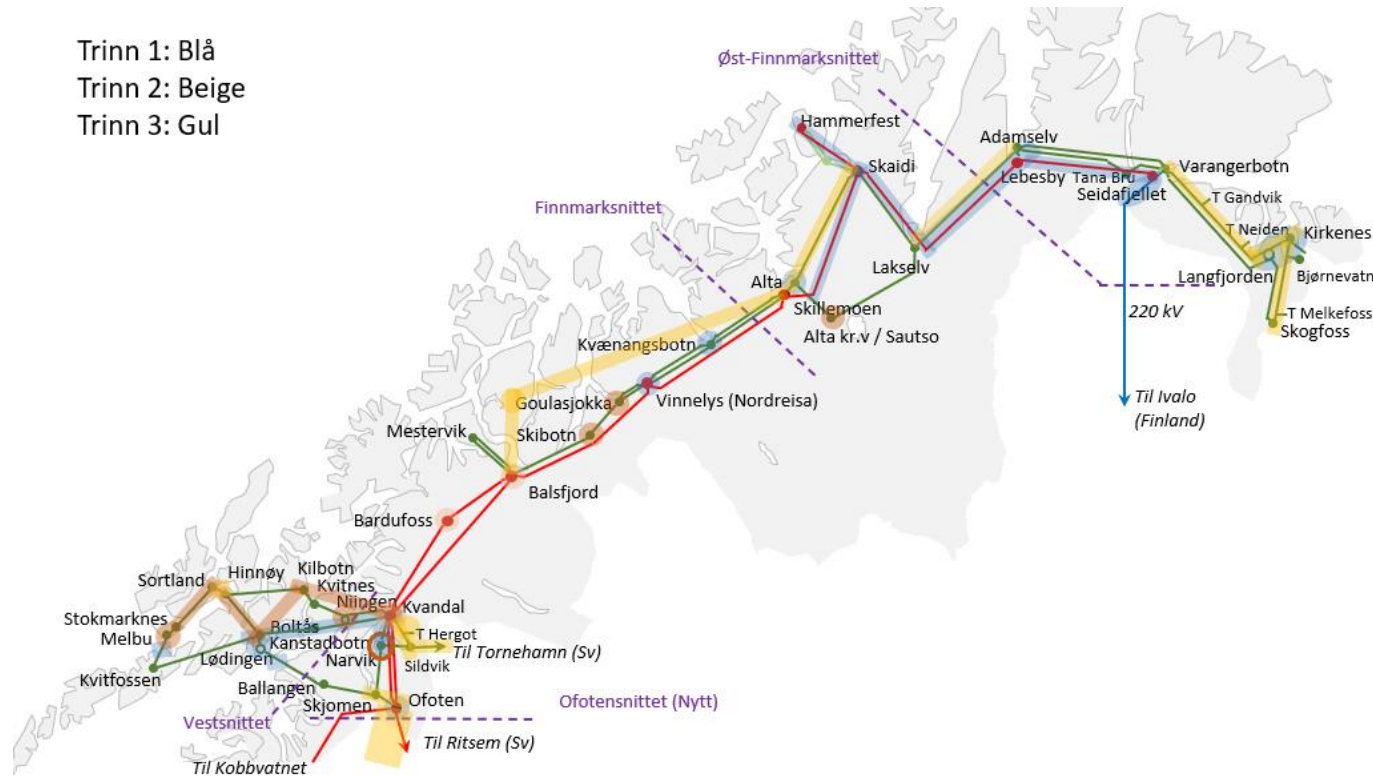 Trinn 1: Blå
Trinn 2: Beige
Trinn 3: Gul
Øst-Finnmarksnittet
Hammerfest
Skaidi
Adamselv
Varangerbotn
Lebesby
Tana Bru
Seidafjellet
T Gandvik
T Neiden
Kirkenes
Langfjorden
Bjørnevatn
T Melkefoss
Skogfoss
220 kV
Til Ivalo
(Finland)
Finnmarksnittet
Lakselv
Alta
Skillemoen
Alta kr.v / Sautso
Kvænangsbotn
Goulasjokka
Vinnelys (Nordreisa)
Mestervik
Skibotn
Balsfjord
Bardufoss
Sortland
Hinnøy
Kilbotn
Kvitnes
Niingen
Kvandal
Stokmarknes
Melbu
Boltås
Kanstadbotn
T Hergot
Til Tornehamn (Sv)
Lødingen
Narvik
Sildvik
Kvitfossen
Ballangen
Skjomen
Ofoten
Ofotensnittet (Nytt)
Vestsnittet
Til Ritsem (Sv)
Til Kobbvatnet